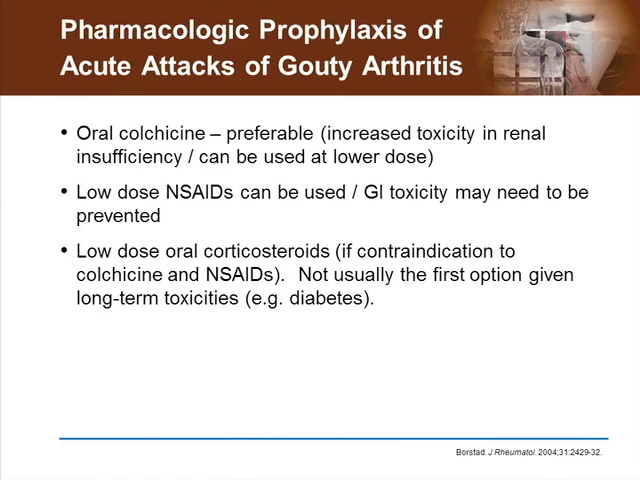 Pharmacologic Prophylaxis of
Acute Attacks of Gouty Arthritis
• Oral colchicine – preferable (increased toxicity in renal
insufficiency / can be used at lower dose)
• Low dose NSAIDs can be used / GI toxicity may need to be
prevented
• Low dose oral corticosteroids (if contraindication to
colchicine and NSAIDs).  Not usually the first option given
long-term toxicities (e.g. diabetes).
Borstad. J Rheumatol. 2004;31:2429-32.